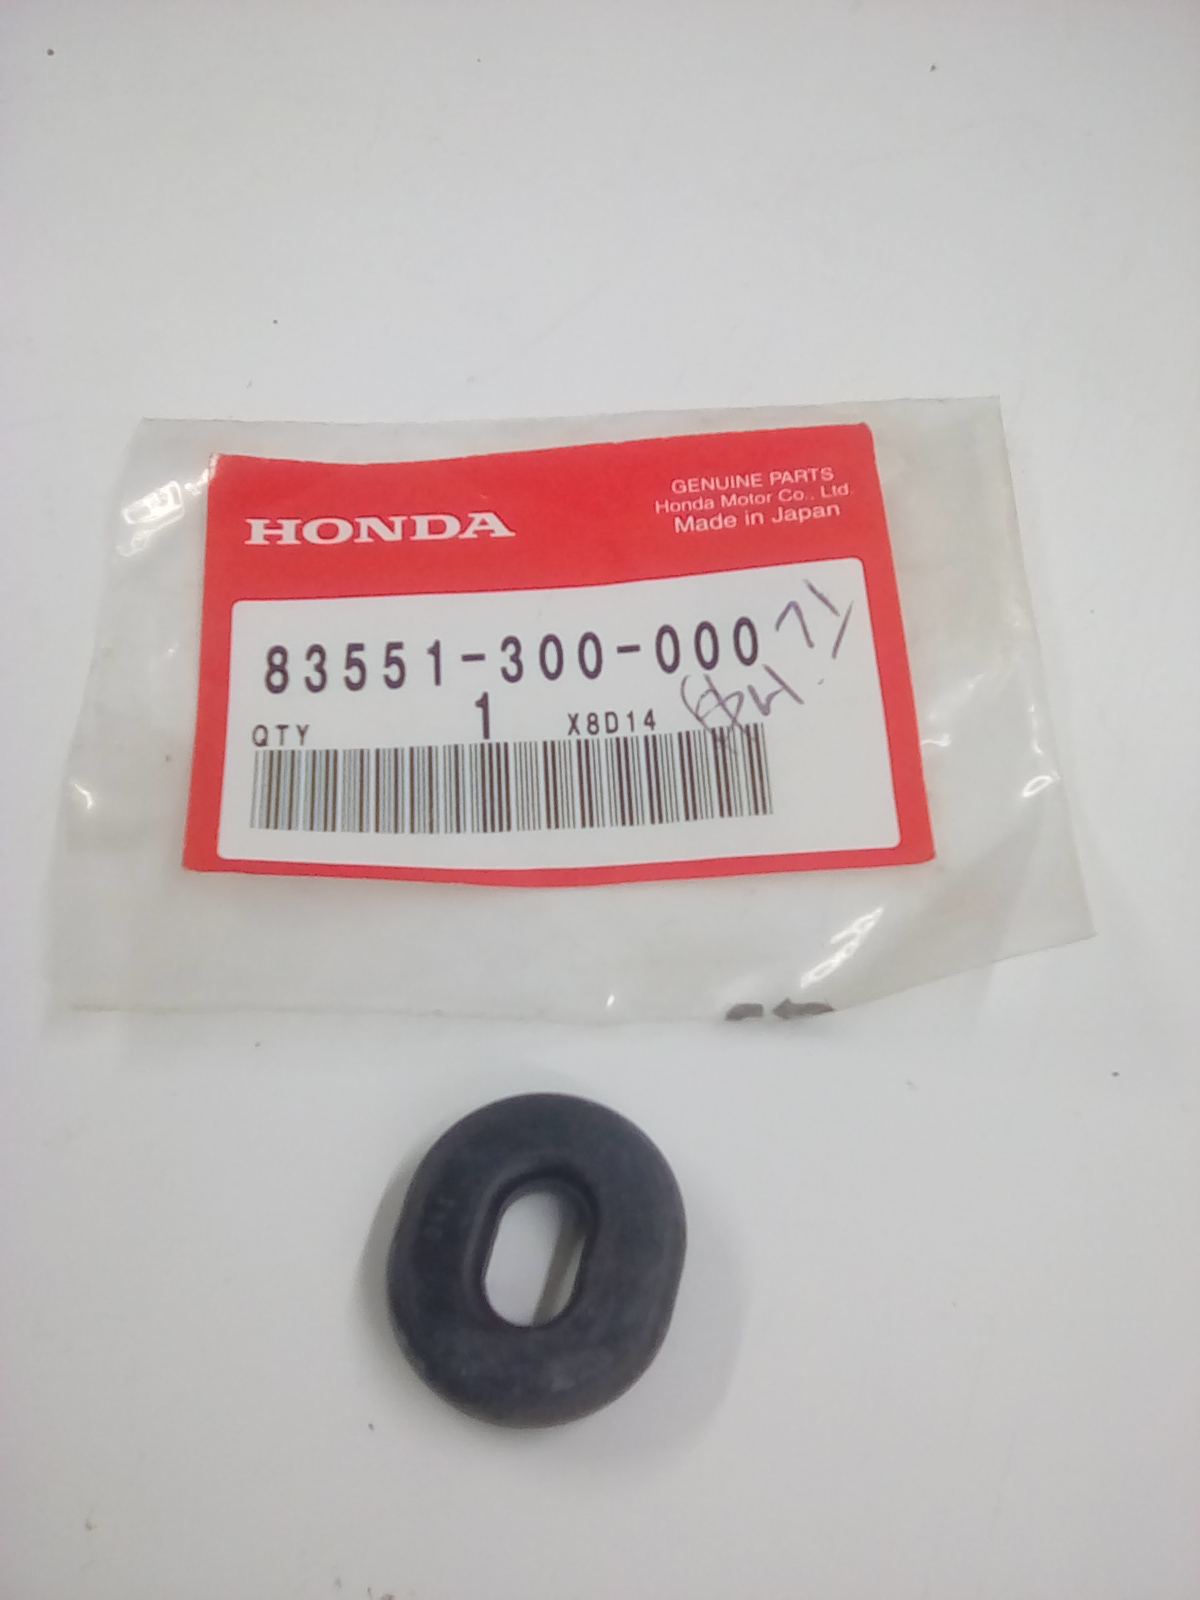 HONDA
GENUINE PARTS
Honda Motor Co., Ltd.
Made in Japan
83551-300-000
QTY 1 X8D14